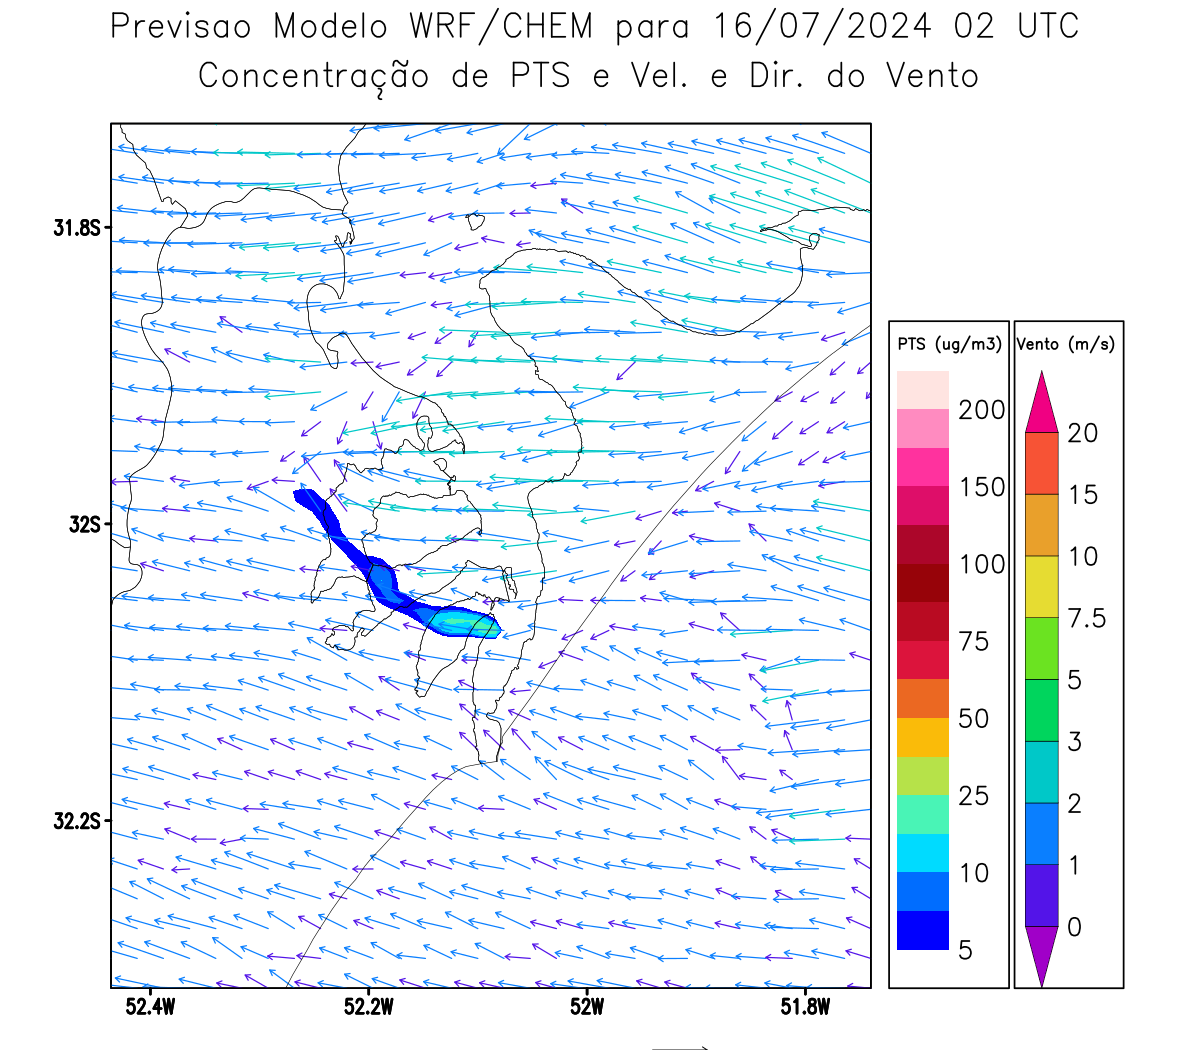 Previsao Modelo WRF/CHEM para 16/07/2024 02 UTC
Concentração de PTS e Vel. e Dir. do Vento
31.8S
32S
32.2S
52.4W 52.2W 52W 51.8W
PTS (ug/m3)
200
150
100
75
50
25
10
5
Vento (m/s)
20
15
10
7.5
5
3
2
1
0